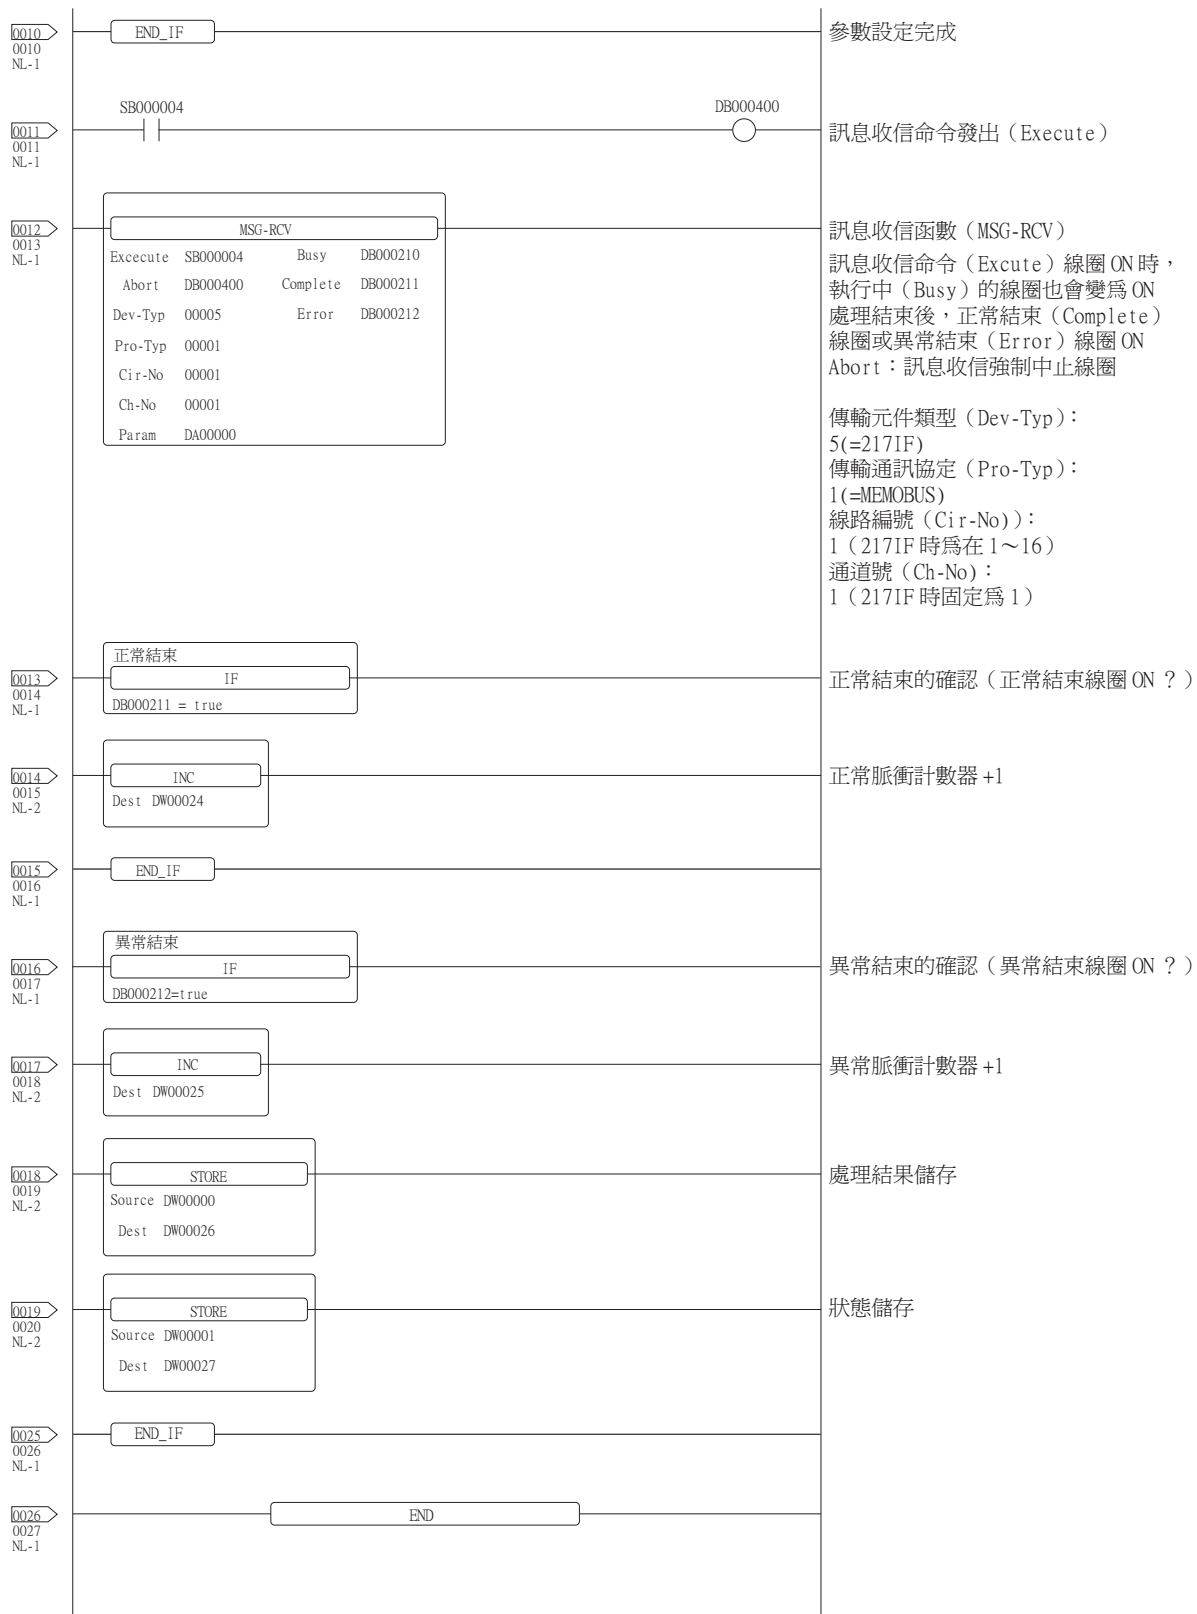 0010
0010
NL-1
END_IF
參數設定完成
SB000004
DB000400
0011
0011
NL-1
訊息收信命令發出（Execute）
0012
0013
NL-1
MSG-RCV
Excecute SB000004 Busy DB000210
Abort DB000400 Complete DB000211
Dev-Typ 00005 Error DB000212
Pro-Typ 00001
Cir-No 00001
Ch-No 00001
Param DA00000
訊息收信函數（MSG-RCV）
訊息收信命令（Excute）線圈 ON 時，
執行中（Busy）的線圈也會變爲 ON
處理結束後，正常結束（Complete）
線圈或異常結束（Error）線圈 ON
Abort：訊息收信強制中止線圈
傳輸元件類型（Dev-Typ）：
5(=217IF)
傳輸通訊協定（Pro-Typ）：
1(=MEMOBUS)
線路編號（Cir-No)）：
1（217IF 時爲在 1～16）
通道號（Ch-No)：
1（217IF 時固定爲 1）
0013
0014
NL-1
正常結束
IF
DB000211 = true
正常結束的確認（正常結束線圈 ON ？）
0014
0015
NL-2
INC
Dest DW00024
正常脈衝計數器 +1
0015
0016
NL-1
END_IF
0016
0017
NL-1
異常結束
IF
DB000212=true
異常結束的確認（異常結束線圈 ON ？）
0017
0018
NL-2
INC
Dest DW00025
異常脈衝計數器 +1
0018
0019
NL-2
STORE
Source DW00000
Dest DW00026
處理結果儲存
0019
0020
NL-2
STORE
Source DW00001
Dest DW00027
狀態儲存
0025
0026
NL-1
END_IF
0026
0027
NL-1
END